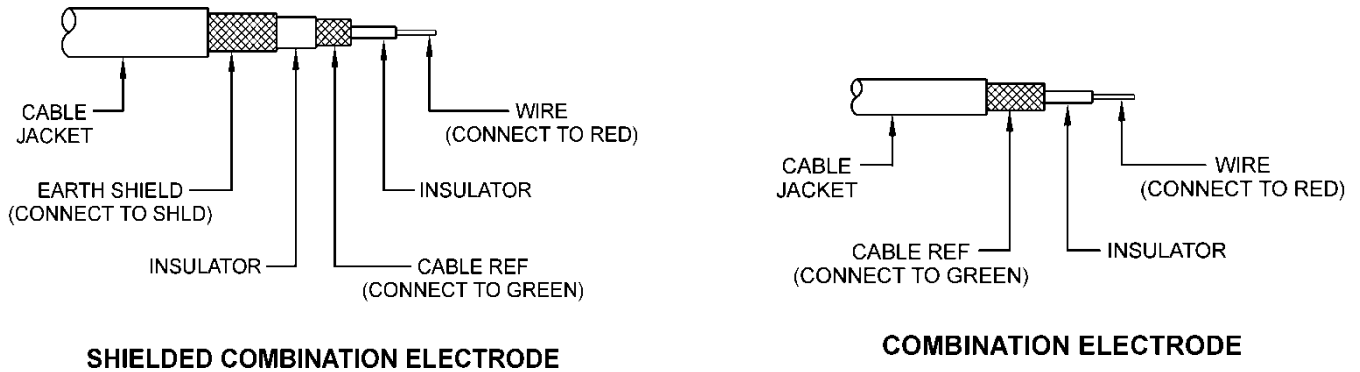 CABLE
JACKET
WIRE
(CONNECT TO RED)
EARTH SHIELD
(CONNECT TO SHLD)
INSULATOR
INSULATOR
CABLE REF
(CONNECT TO GREEN)
SHIELDED COMBINATION ELECTRODE
CABLE
JACKET
WIRE
(CONNECT TO RED)
CABLE REF
(CONNECT TO GREEN)
INSULATOR
COMBINATION ELECTRODE